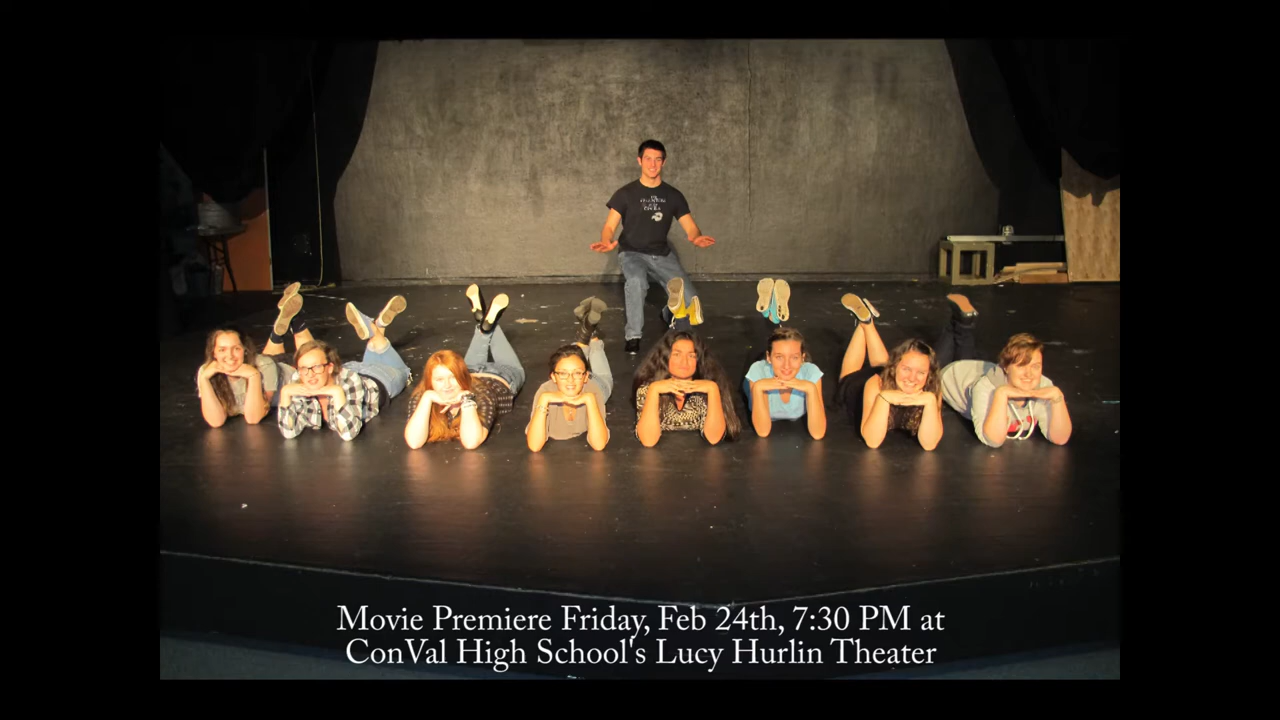 Movie Premiere Friday, Feb 24th, 7:30 PM at
ConVal High School's Lucy Hurlin Theater